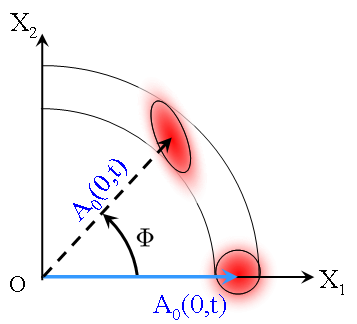 X₂
A₀(0,t)
Φ
O
X₁
A₀(0,t)